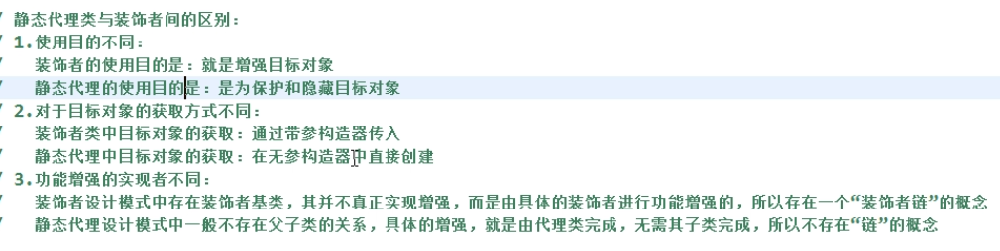 / 静态代理类与装饰者间的区别：
/ 1.使用目的不同：
/ 装饰者的使用目的是：就是增强目标对象
/ 静态代理的使用目的是：是为保护和隐藏目标对象
/ 2.对于目标对象的获取方式不同：
/ 装饰者类中目标对象的获取：通过带参构造器传入
/ 静态代理中目标对象的获取：在无参构造器中直接创建
/ 3.功能增强的实现者不同：
/ 装饰者设计模式中存在装饰者基类，其并不真正实现增强，而是由具体的装饰者进行功能增强的，所以存在一个“装饰者链”的概念
/ 静态代理设计模式中一般不存在父子类的关系，具体的增强，就是由代理类完成，无需其子类完成，所以不存在“链”的概念